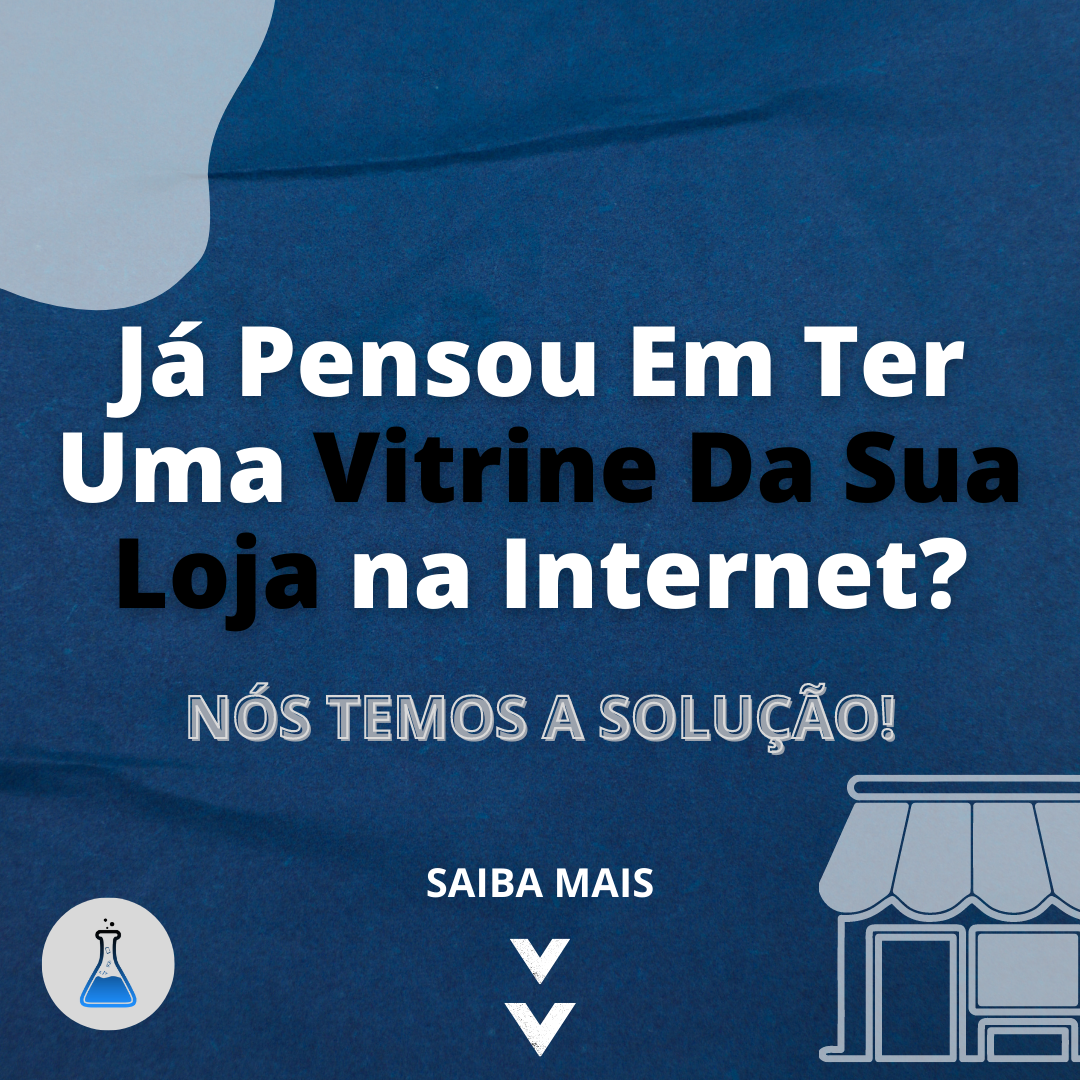 Já Pensou Em Ter
Uma Vitrine Da Sua
Loja na Internet?
NÓS TEMOS A SOLUÇÃO!
SAIBA MAIS